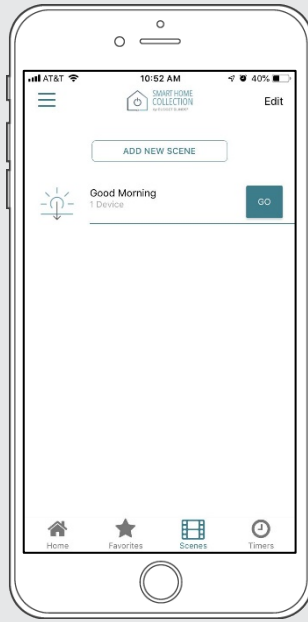 AT&T
10:52 AM
40%
SMART HOME
COLLECTION
Edit
ADD NEW SCENE
Good Morning
1 Device
GO
Home
Favorites
Scenes
Timers